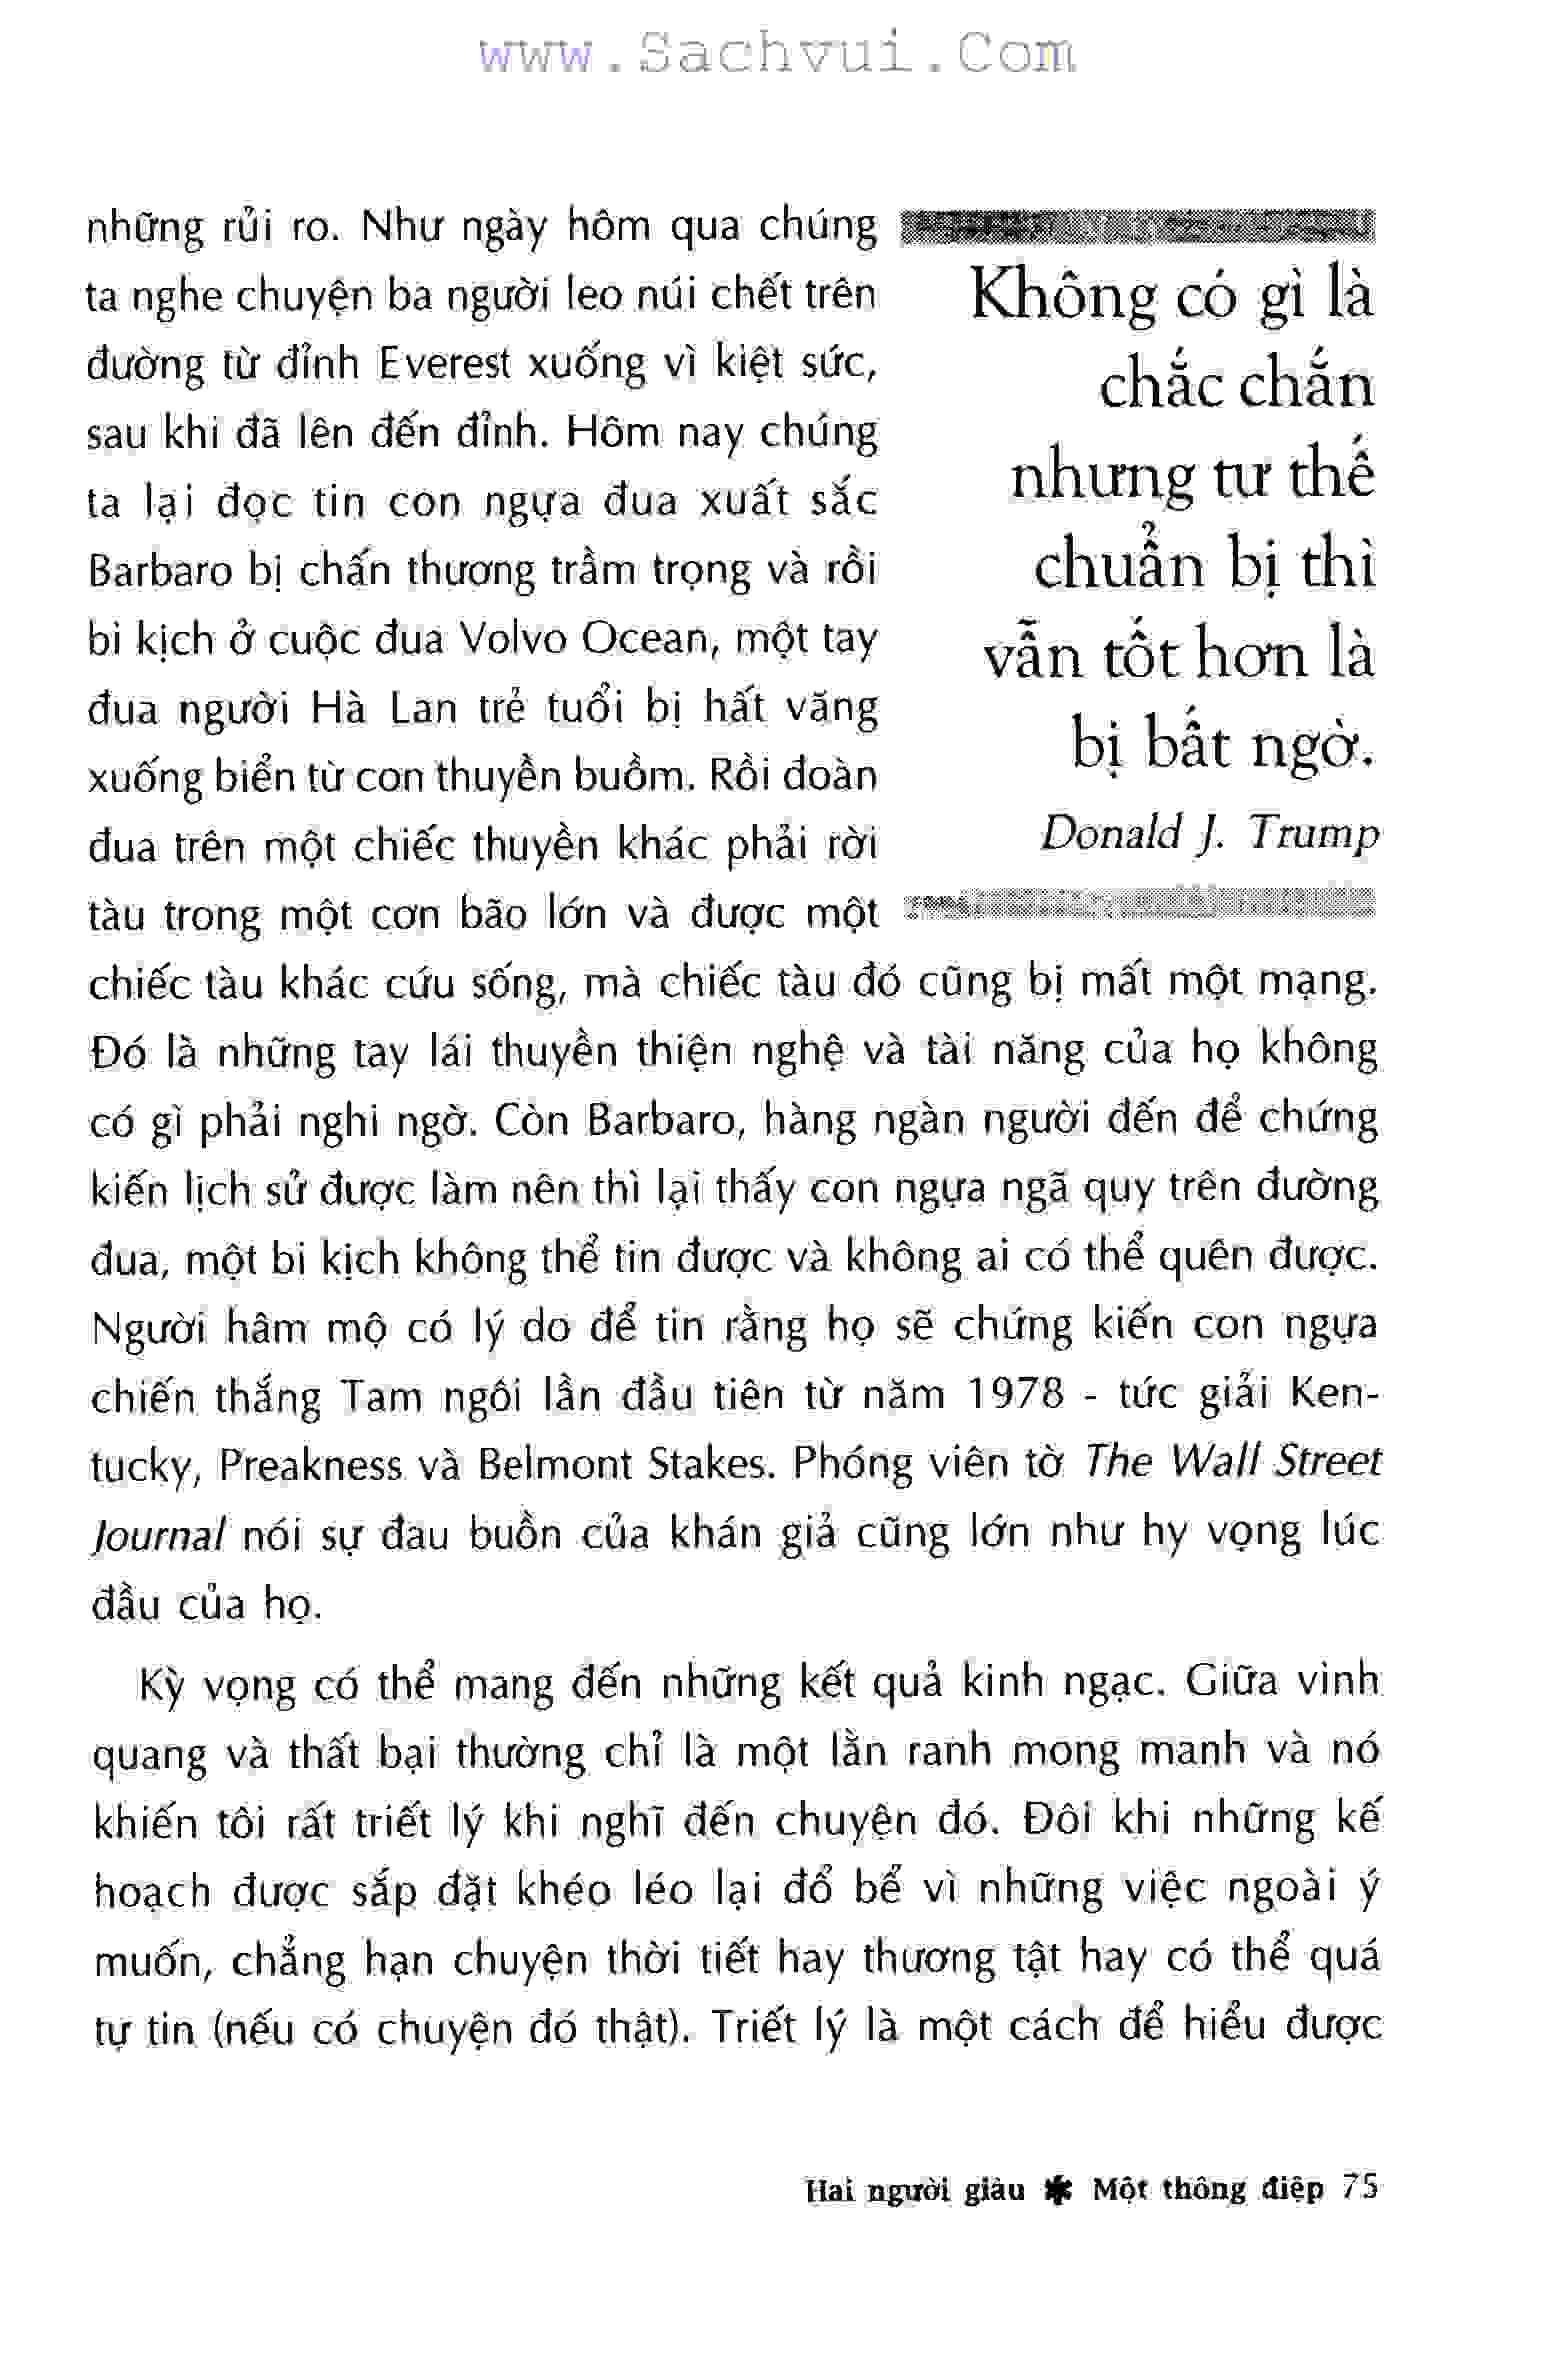 www.Sachvui.Com
những rủi ro. Như ngày hôm qua chúng
ta nghe chuyện ba người leo núi chết trên
đường từ đỉnh Everest xuống vì kiệt sức,
sau khi đã lên đến đỉnh. Hôm nay chúng
ta lại đọc tin con ngựa đua xuất sắc
Barbaro bị chấn thương trầm trọng và rồi
bi kịch ở cuộc đua Volvo Ocean, một tay
đua người Hà Lan trẻ tuổi bị hất văng
xuống biển từ con thuyền buồm. Rồi đoàn
đua trên một chiếc thuyền khác phải rời
tàu trong một cơn bão lớn và được một
Không có gì là
chắc chắn
nhưng tư thế
chuẩn bị thì
vẫn tốt hơn là
bị bất ngờ.
Donald J. Trump
chiếc tàu khác cứu sống, mà chiếc tàu đó cũng bị mất một mạng.
Đó là những tay lái thuyền thiện nghệ và tài năng của họ không
có gì phải nghi ngờ. Còn Barbaro, hàng ngàn người đến để chứng
kiến lịch sử được làm nên thì lại thấy con ngựa ngã quy trên đường
đua, một bi kịch không thể tin được và không ai có thể quên được.
Người hâm mộ có lý do để tin rằng họ sẽ chứng kiến con ngựa
chiến thắng Tam ngôi lần đầu tiên từ năm 1978 - tức giải Ken-
tucky, Preakness và Belmont Stakes. Phóng viên tờ The Wall Street
Journal nói sự đau buồn của khán giả cũng lớn như hy vọng lúc
đầu của họ.
Kỳ vọng có thể mang đến những kết quả kinh ngạc. Giữa vinh
quang và thất bại thường chỉ là một lằn ranh mong manh và nó
khiến tôi rất triết lý khi nghĩ đến chuyện đó. Đôi khi những kế
hoạch được sắp đặt khéo léo lại đổ bể vì những việc ngoài ý
muốn, chẳng hạn chuyện thời tiết hay thương tật hay có thể quá
tự tin (nếu có chuyện đó thật). Triết lý là một cách để hiểu được
Hai người giàu ✱ Một thông điệp 75